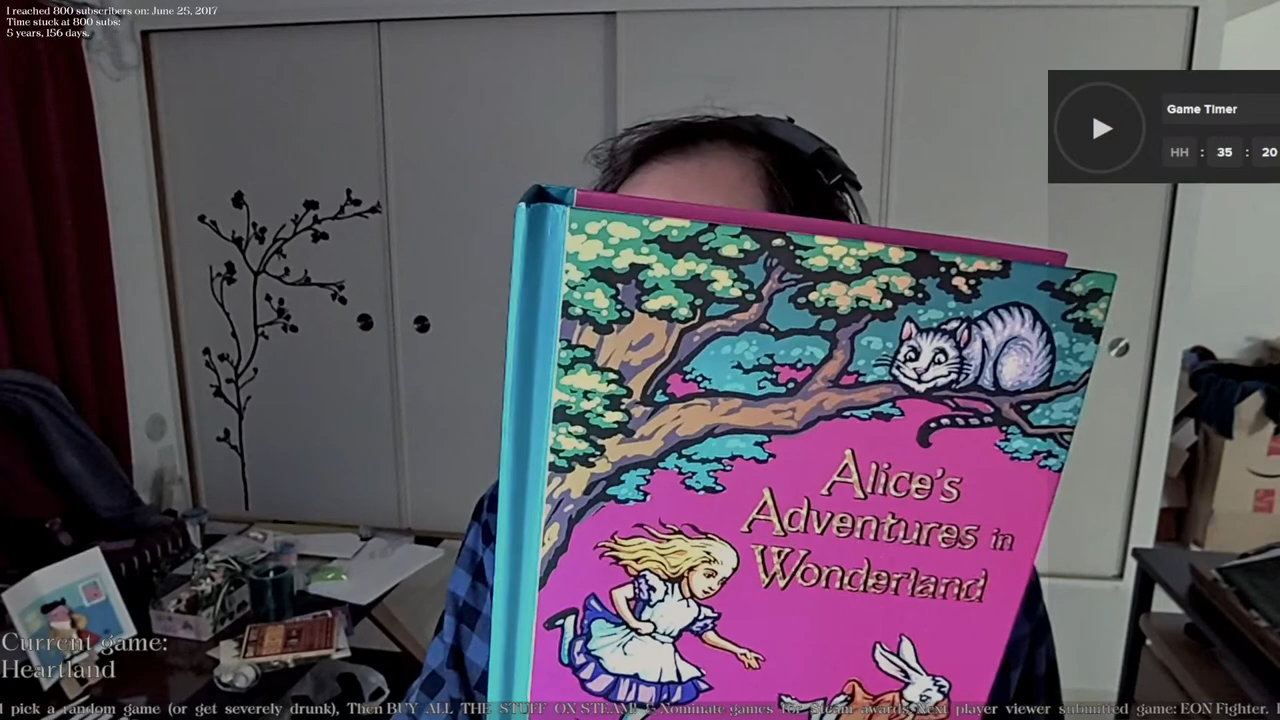 I reached 800 subscribers on: June 25, 2017
Time stuck at 800 subs:
5 years, 156 days.
Game Timer
HH : 35 : 20
Alice's
Adventures in
Wonderland
Current game:
Heartland
pick a random game (or get severely drunk), Then BUY ALL THE STUFF ON STEAM. Nominate games for Steam awards Next player viewer submitted game: EON Fighter.